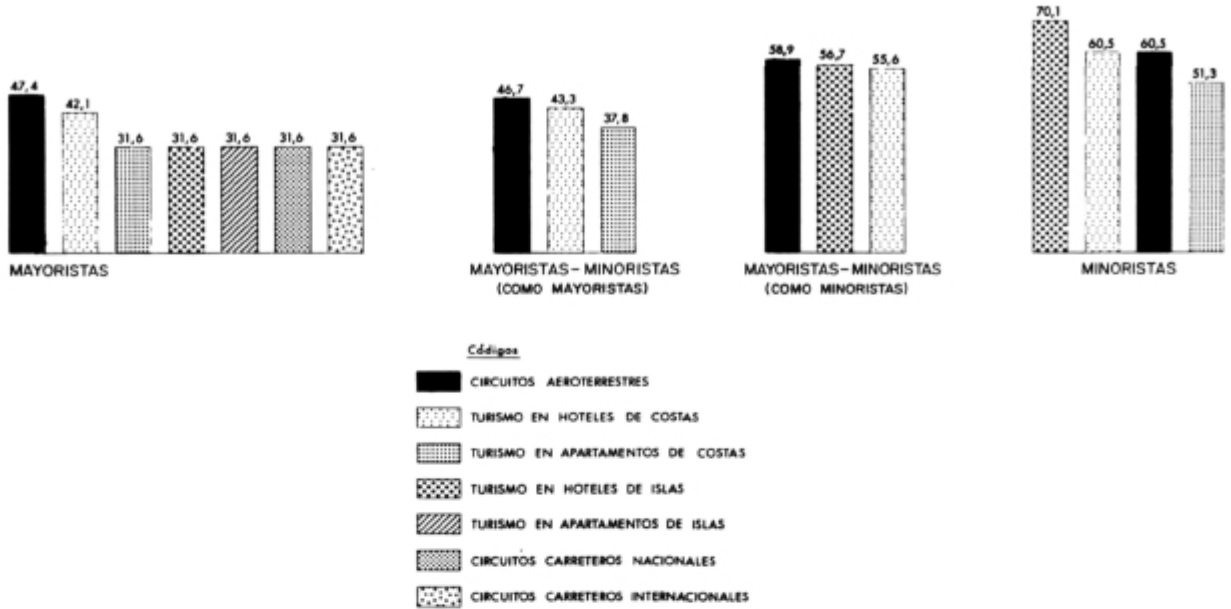 47,4
42,1
31,6
31,6
31,6
31,6
31,6
MAYORISTAS
46,7
43,3
37,8
MAYORISTAS-MINORISTAS
(COMO MAYORISTAS)
58,9
56,7
55,6
MAYORISTAS-MINORISTAS
(COMO MINORISTAS)
70,1
60,5
60,5
51,3
MINORISTAS
Códigos
CIRCUITOS AEROTERRESTRES
TURISMO EN HOTELES DE COSTAS
TURISMO EN APARTAMENTOS DE COSTAS
TURISMO EN HOTELES DE ISLAS
TURISMO EN APARTAMENTOS DE ISLAS
CIRCUITOS CARRETEROS NACIONALES
CIRCUITOS CARRETEROS INTERNACIONALES